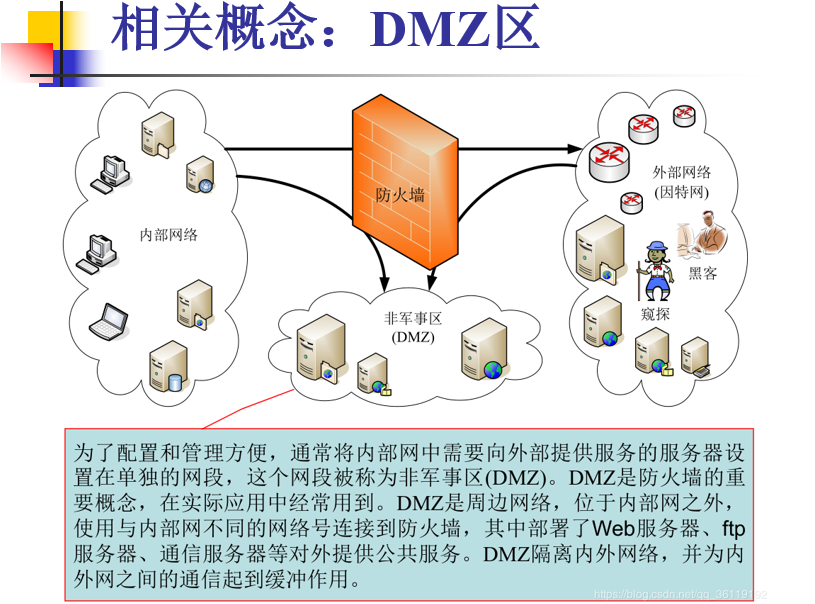 相关概念：DMZ区
防火墙
外部网络
(因特网)
内部网络
黑客
窥探
非军事区
(DMZ)
为了配置和管理方便，通常将内部网中需要向外部提供服务的服务器设
置在单独的网段，这个网段被称为非军事区(DMZ)。DMZ是防火墙的重
要概念，在实际应用中经常用到。DMZ是周边网络，位于内部网之外，
使用与内部网不同的网络号连接到防火墙，其中部署了Web服务器、ftp
服务器、通信服务器等对外提供公共服务。DMZ隔离内外网络，并为内
外网之间的通信起到缓冲作用。
https://blog.csdn.net/qq_36119192